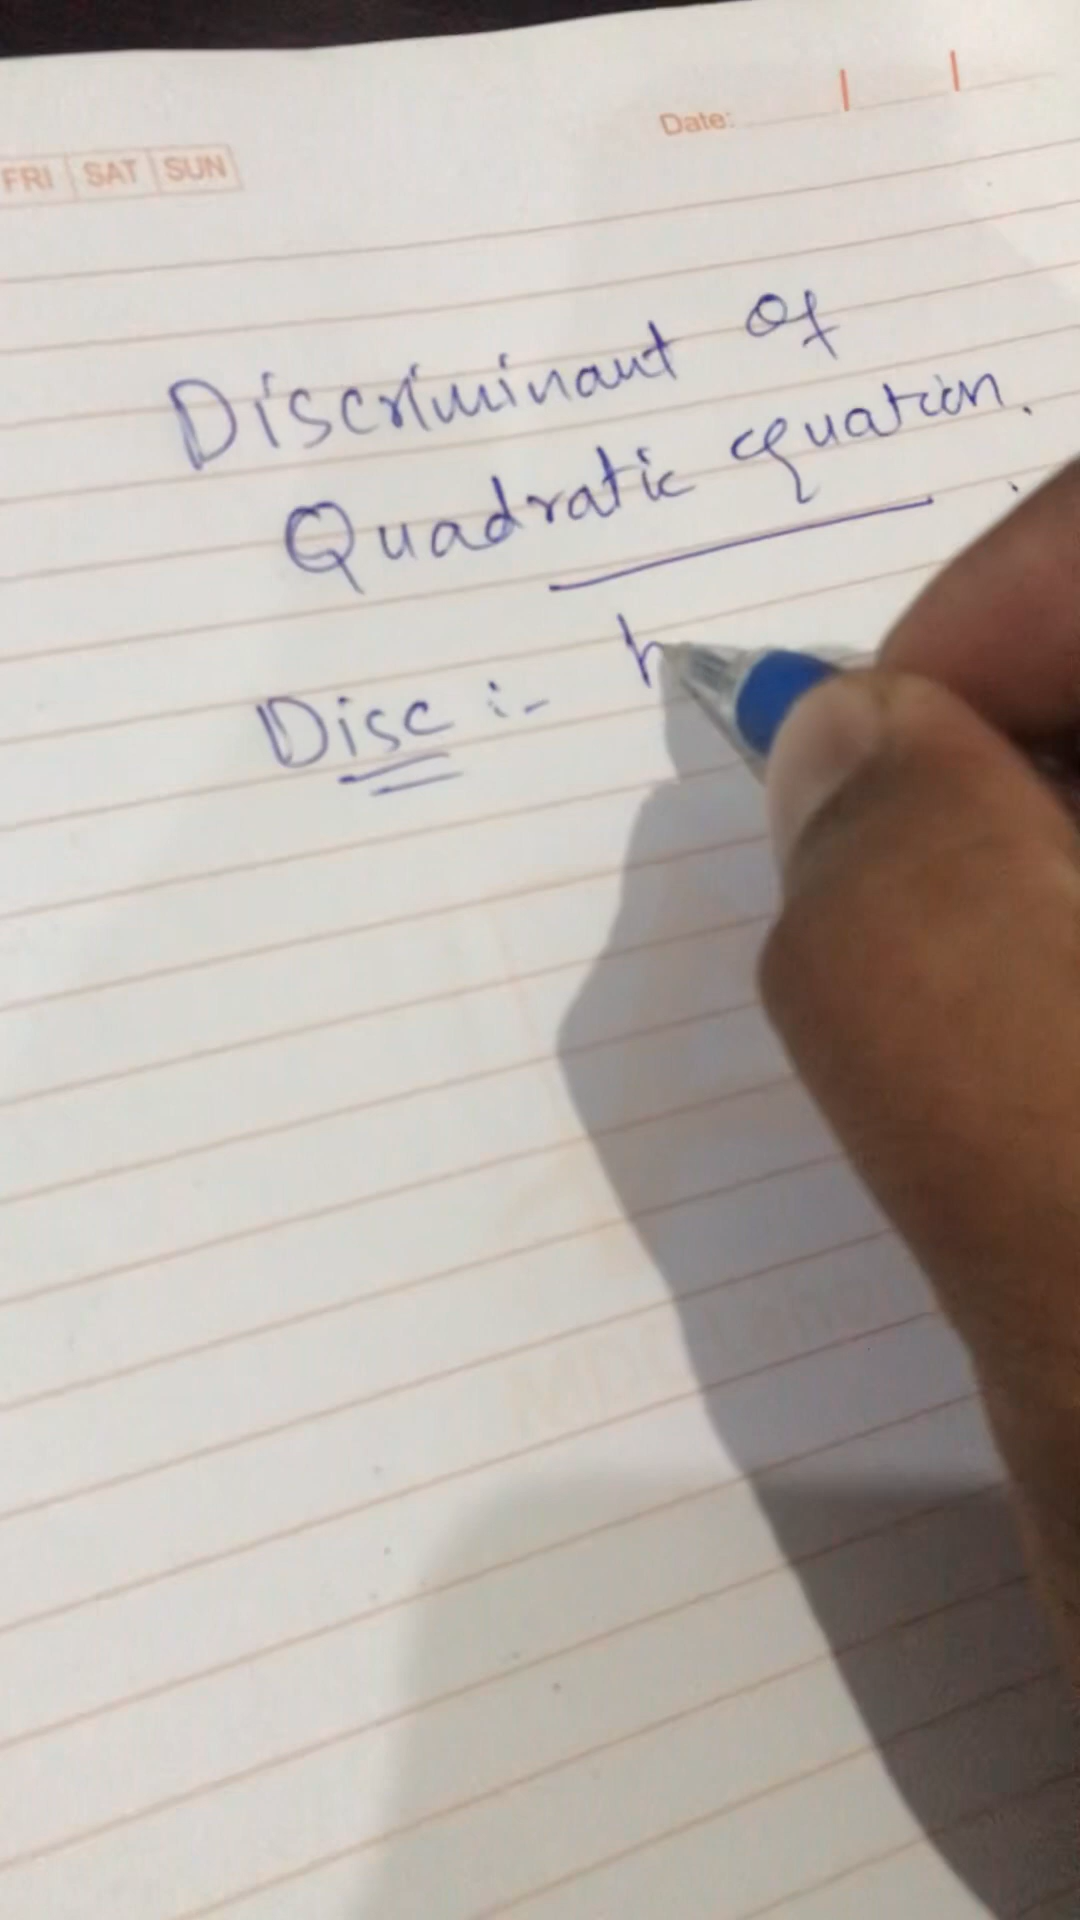 FRI SAT SUN
Date:
Discriminant of
Quadratic equation.
Disc :-